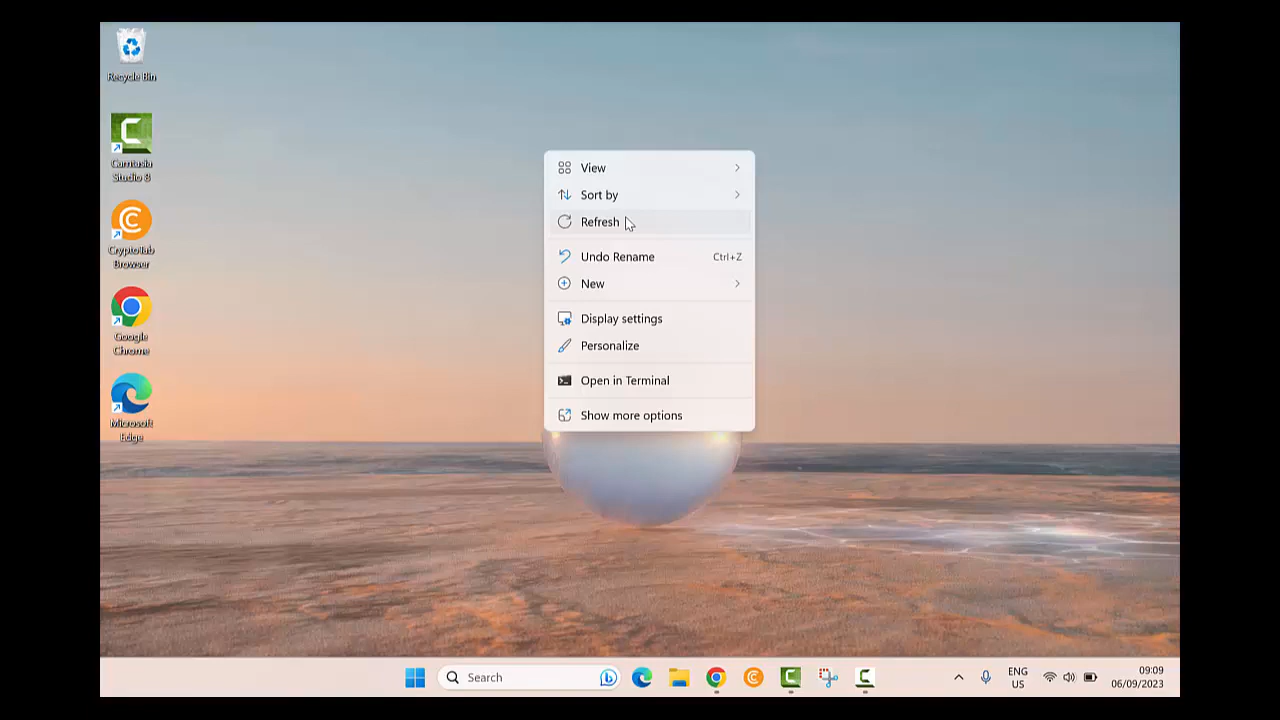 Recycle Bin
Camtasia
Studio 8
CryptoTab
Browser
Google
Chrome
Microsoft
Edge
View
Sort by
Refresh
Undo Rename Ctrl+Z
New
Display settings
Personalize
Open in Terminal
Show more options
Search
ENG
US
09:09
06/09/2023